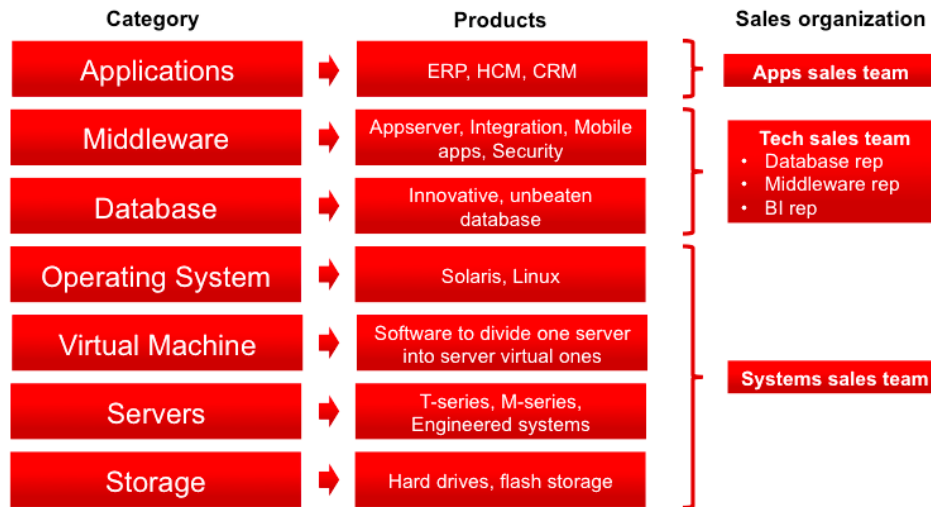 Category
Products
Sales organization
Applications
ERP, HCM, CRM
Apps sales team
Middleware
Appserver, Integration, Mobile
apps, Security
Tech sales team
• Database rep
• Middleware rep
• BI rep
Database
Innovative, unbeaten
database
Operating System
Solaris, Linux
Virtual Machine
Software to divide one server
into server virtual ones
Systems sales team
Servers
T-series, M-series,
Engineered systems
Storage
Hard drives, flash storage